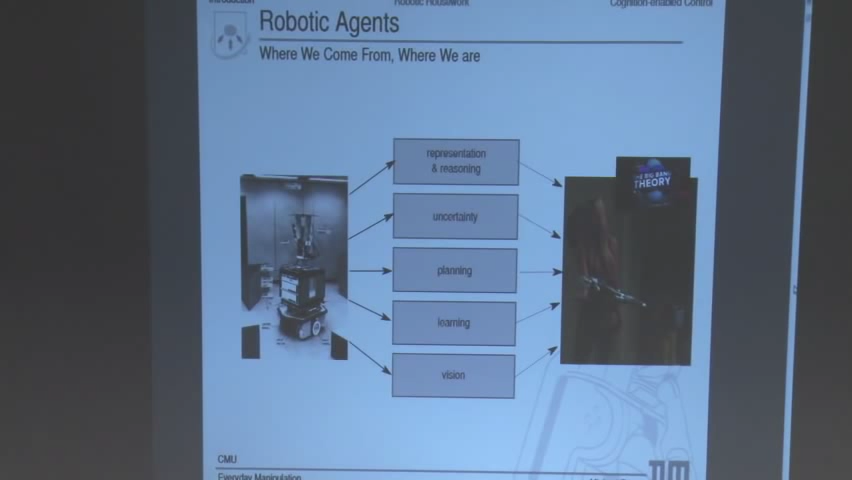 Introduction
Robotic Housework
Cognition-enabled Control
Robotic Agents
Where We Come From, Where We are
representation
& reasoning
uncertainty
planning
learning
vision
THE BIG BANG
THEORY
CMU
Everyday Manipulation